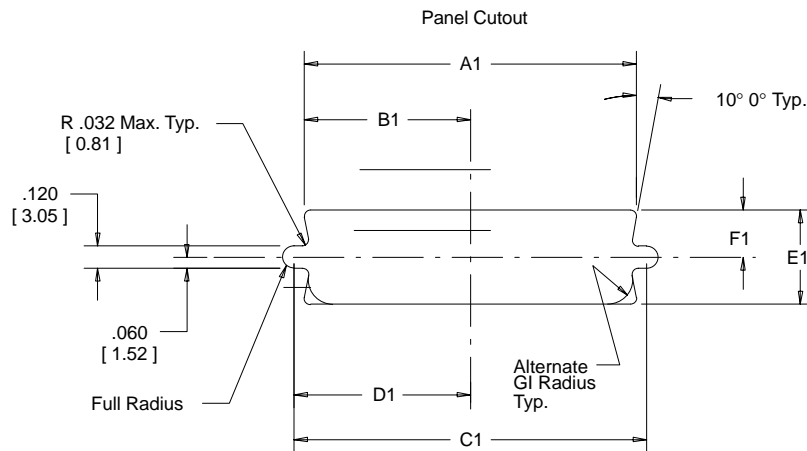 Panel Cutout
A1
10° 0° Typ.
B1
R .032 Max. Typ.
[ 0.81 ]
.120
[ 3.05 ]
F1
E1
.060
[ 1.52 ]
Alternate
GI Radius
Typ.
Full Radius
D1
C1